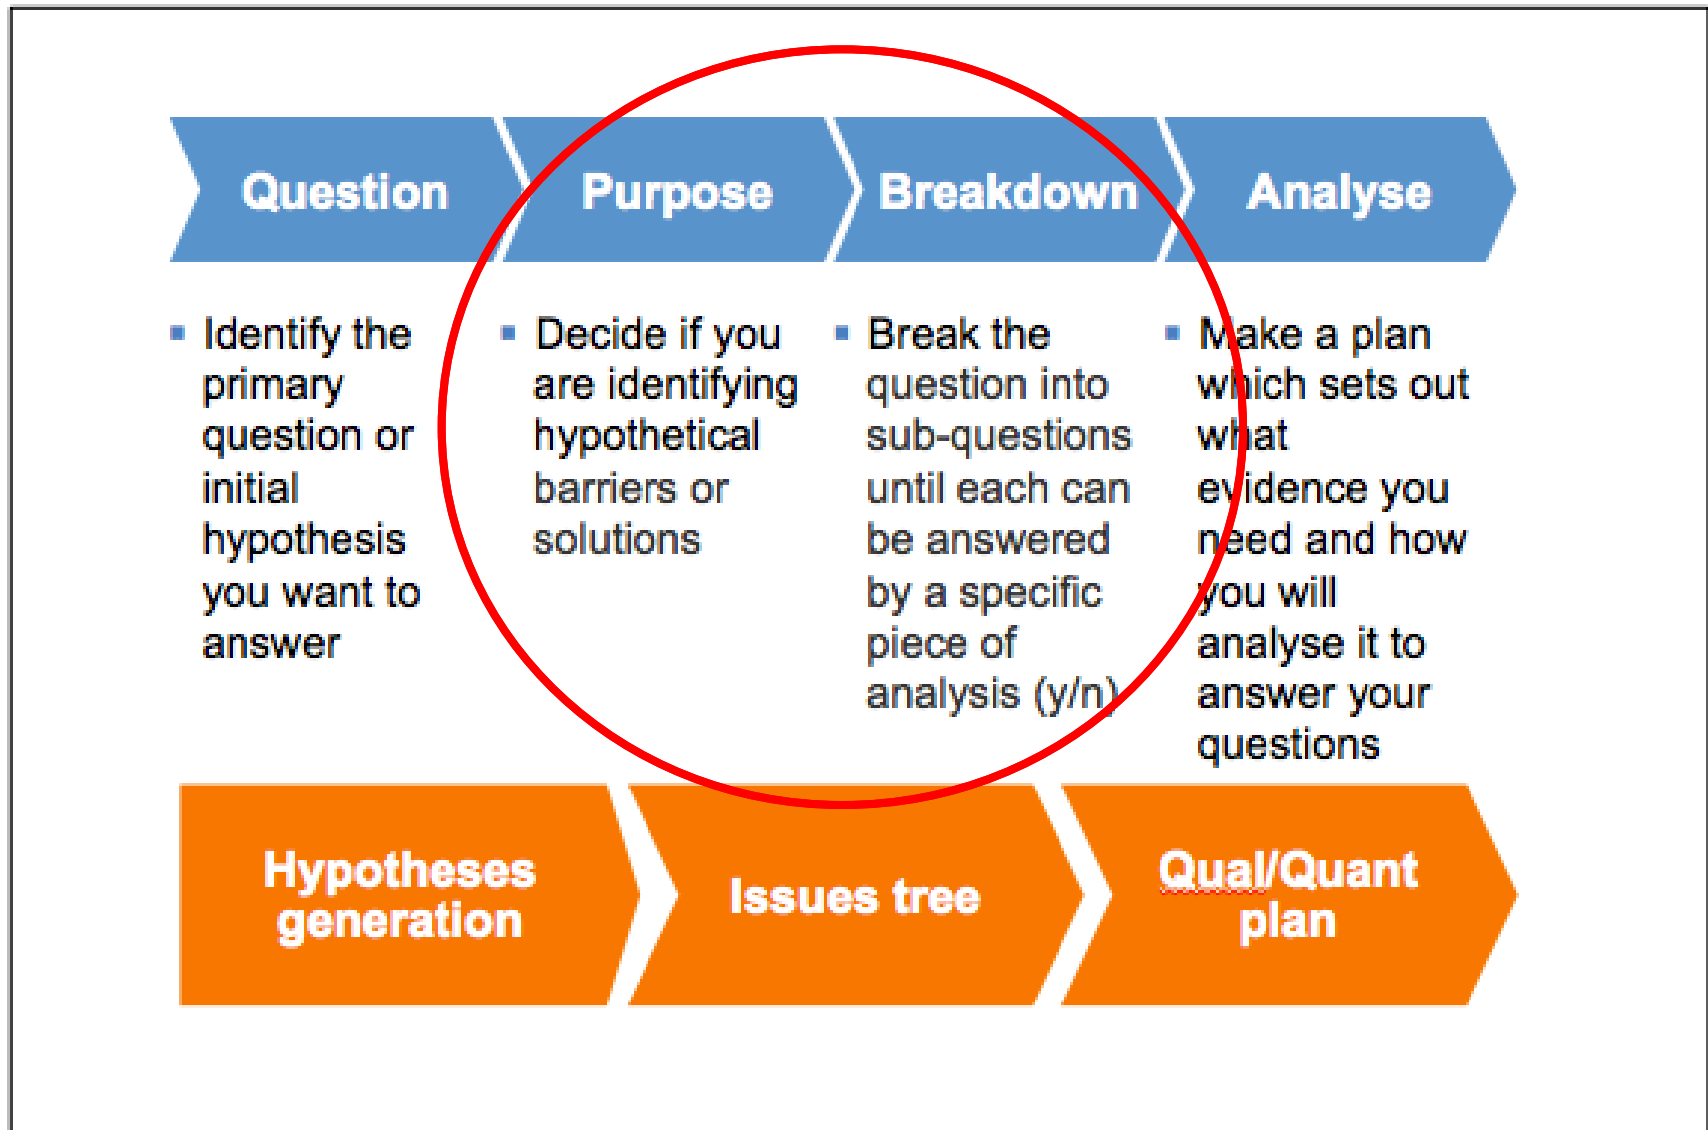 Question
Purpose
Breakdown
Analyse
Identify the
primary
question or
initial
hypothesis
you want to
answer
Decide if you
are identifying
hypothetical
barriers or
solutions
Break the
question into
sub-questions
until each can
be answered
by a specific
piece of
analysis (y/n)
Make a plan
which sets out
what
evidence you
need and how
you will
analyse it to
answer your
questions
Hypotheses
generation
Issues tree
Qual/Quant
plan